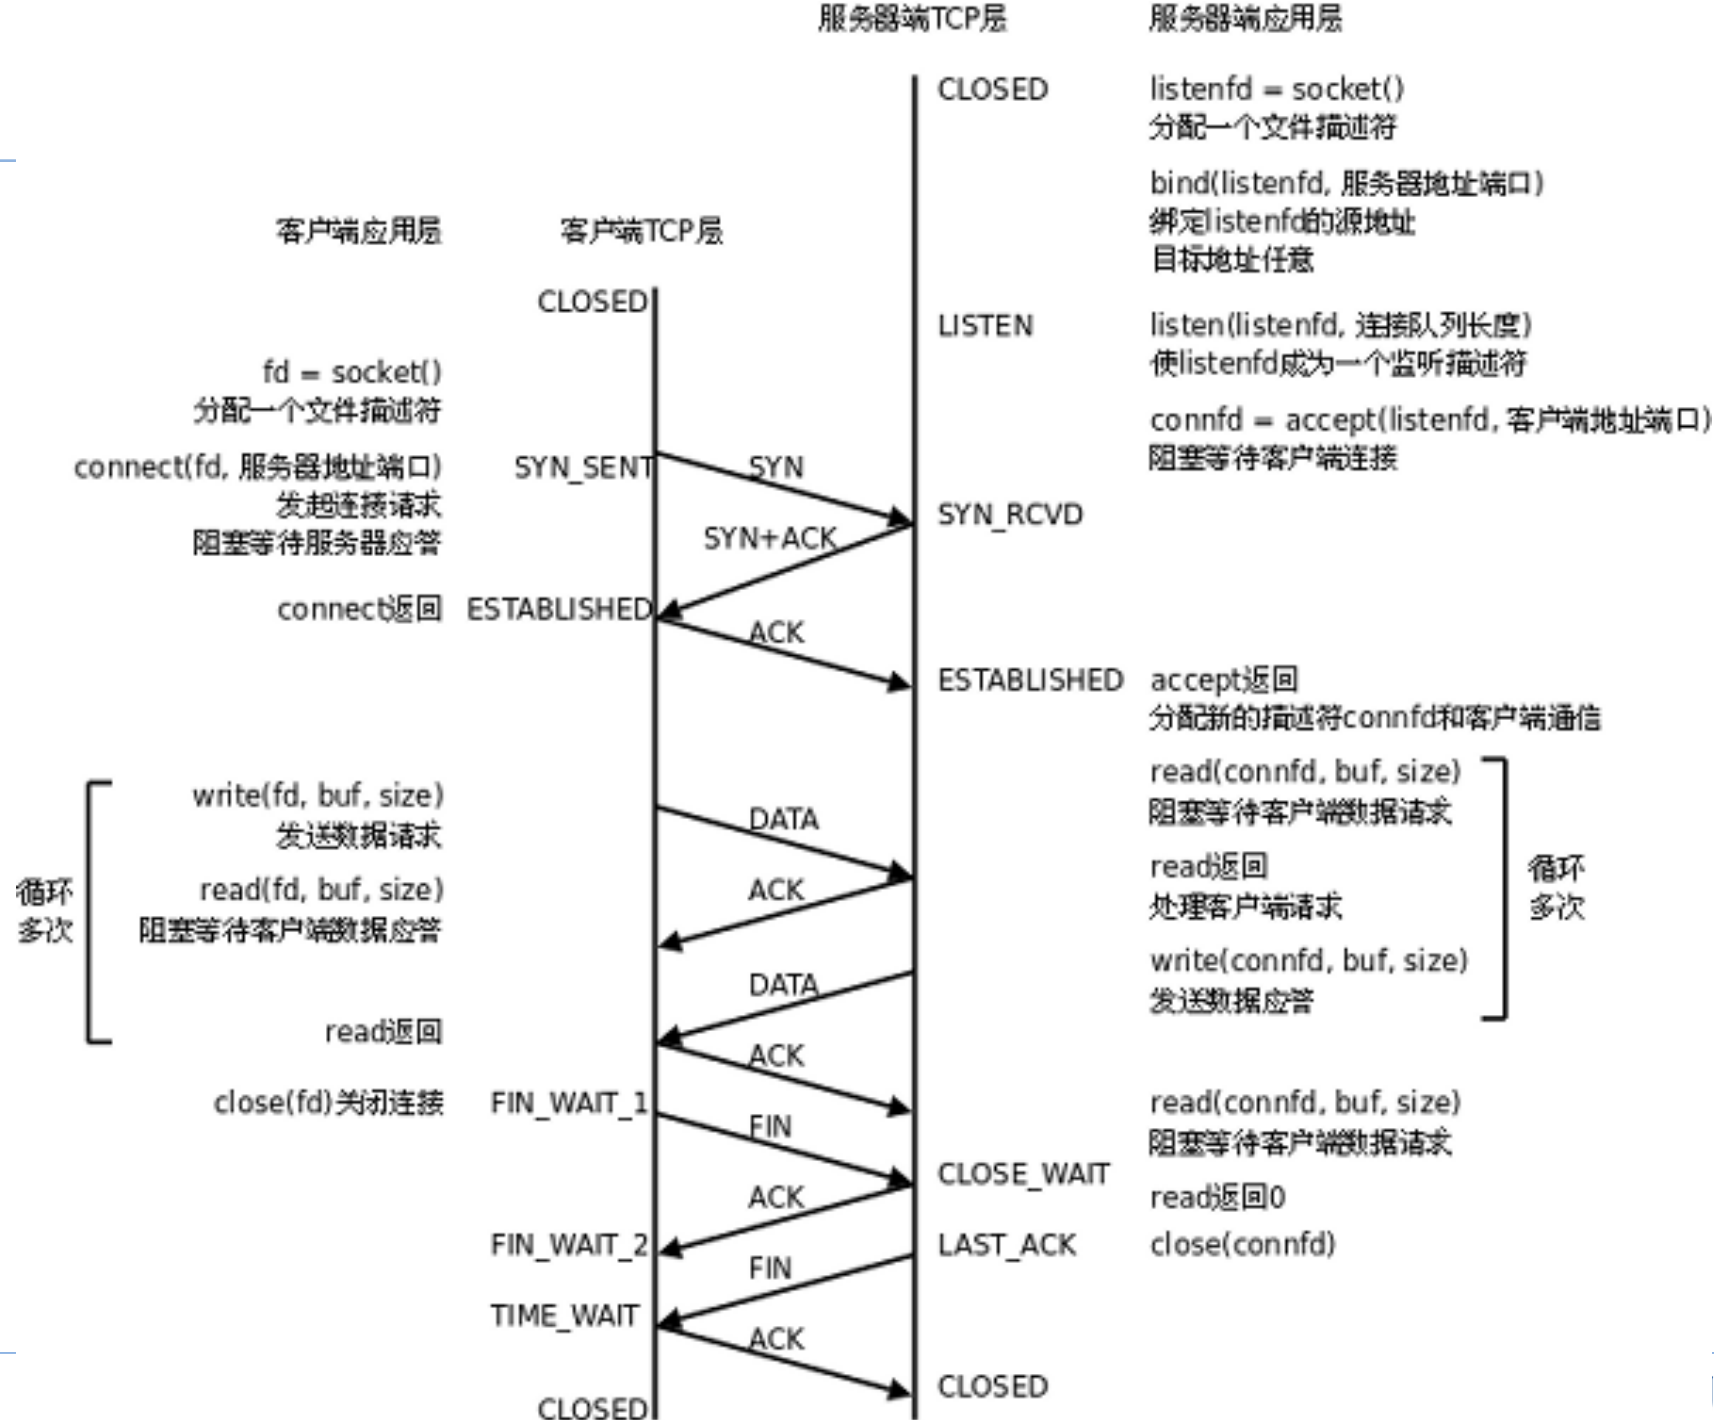 服务器端TCP层 服务器端应用层
CLOSED listenfd = socket()
分配一个文件描述符
bind(listenfd, 服务器地址端口)
绑定listenfd的源地址
目标地址任意
客户端应用层 客户端TCP层
CLOSED
LISTEN listen(listenfd, 连接队列长度)
使listenfd成为一个监听描述符
fd = socket()
分配一个文件描述符
connfd = accept(listenfd, 客户端地址端口)
阻塞等待客户端连接
connect(fd, 服务器地址端口) SYN_SENT SYN
发起连接请求
SYN_RCVD
阻塞等待服务器应答 SYN+ACK
connect返回 ESTABLISHED
ACK
ESTABLISHED accept返回
分配新的描述符connfd和客户端通信
read(connfd, buf, size)
阻塞等待客户端数据请求
write(fd, buf, size)
发送数据请求
DATA
read返回
处理客户端请求
循环
多次
read(fd, buf, size)
阻塞等待客户端数据应答
循环
多次
ACK
write(connfd, buf, size)
发送数据应答
DATA
read返回
ACK
close(fd)关闭连接 FIN_WAIT_1
read(connfd, buf, size)
阻塞等待客户端数据请求
FIN
CLOSE_WAIT
ACK
read返回0
FIN_WAIT_2 LAST_ACK close(connfd)
FIN
TIME_WAIT
ACK
CLOSED
CLOSED